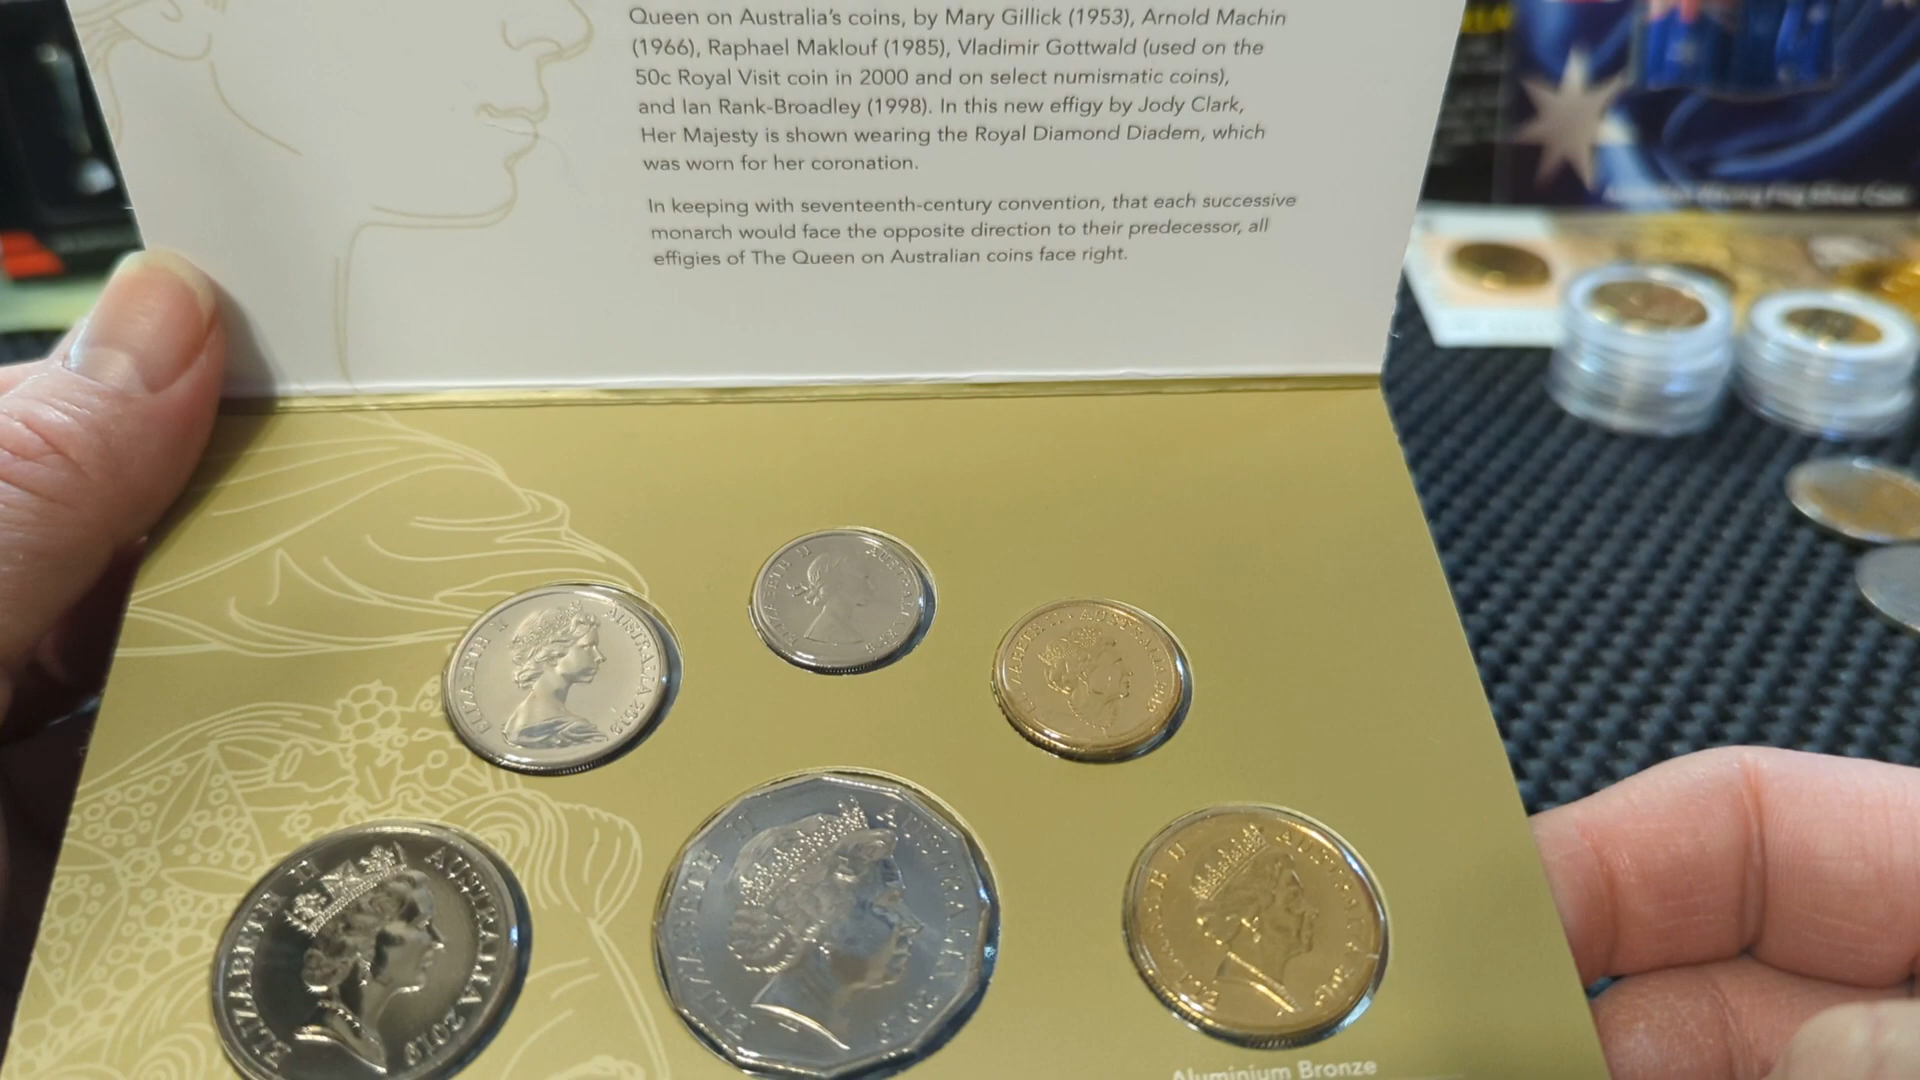 Queen on Australia's coins, by Mary Gillick (1953), Arnold Machin
(1966), Raphael Maklouf (1985), Vladimir Gottwald (used on the
50c Royal Visit coin in 2000 and on select numismatic coins),
and Ian Rank-Broadley (1998). In this new effigy by Jody Clark,
Her Majesty is shown wearing the Royal Diamond Diadem, which
was worn for her coronation.
In keeping with seventeenth-century convention, that each successive
monarch would face the opposite direction to their predecessor, all
effigies of The Queen on Australian coins face right.
ELIZABETH II AUSTRALIA
ELIZABETH II AUSTRALIA 2019
ELIZABETH II AUSTRALIA 2019
ELIZABETH II AUSTRALIA 2019
ELIZABETH II AUSTRALIA 2019
II AUSTRALIA 2019
Aluminium Bronze